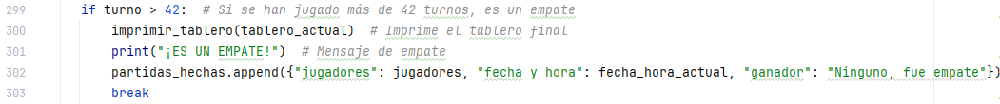 299 if turno > 42:  # Si se han jugado más de 42 turnos, es un empate
300 imprimir_tablero(tablero_actual)  # Imprime el tablero final
301 print("¡ES UN EMPATE!")  # Mensaje de empate
302 partidas_hechas.append({"jugadores": jugadores, "fecha y hora": fecha_hora_actual, "ganador": "Ninguno, fue empate"})
303 break